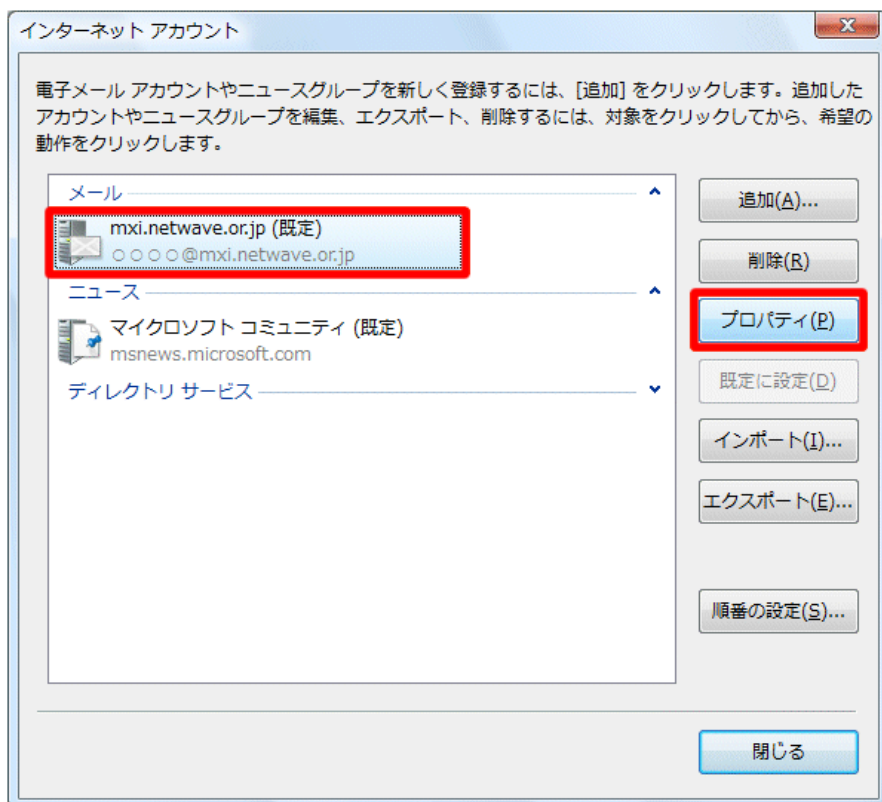 インターネット アカウント
電子メール アカウントやニュースグループを新しく登録するには、[追加] をクリックします。追加した
アカウントやニュースグループを編集、エクスポート、削除するには、対象をクリックしてから、希望の
動作をクリックします。
メール
mxi.netwave.or.jp (既定)
○○○○@mxi.netwave.or.jp
ニュース
マイクロソフト コミュニティ (既定)
msnews.microsoft.com
ディレクトリ サービス
追加(A)...
削除(R)
プロパティ(P)
既定に設定(D)
インポート(I)...
エクスポート(E)...
順番の設定(S)...
閉じる